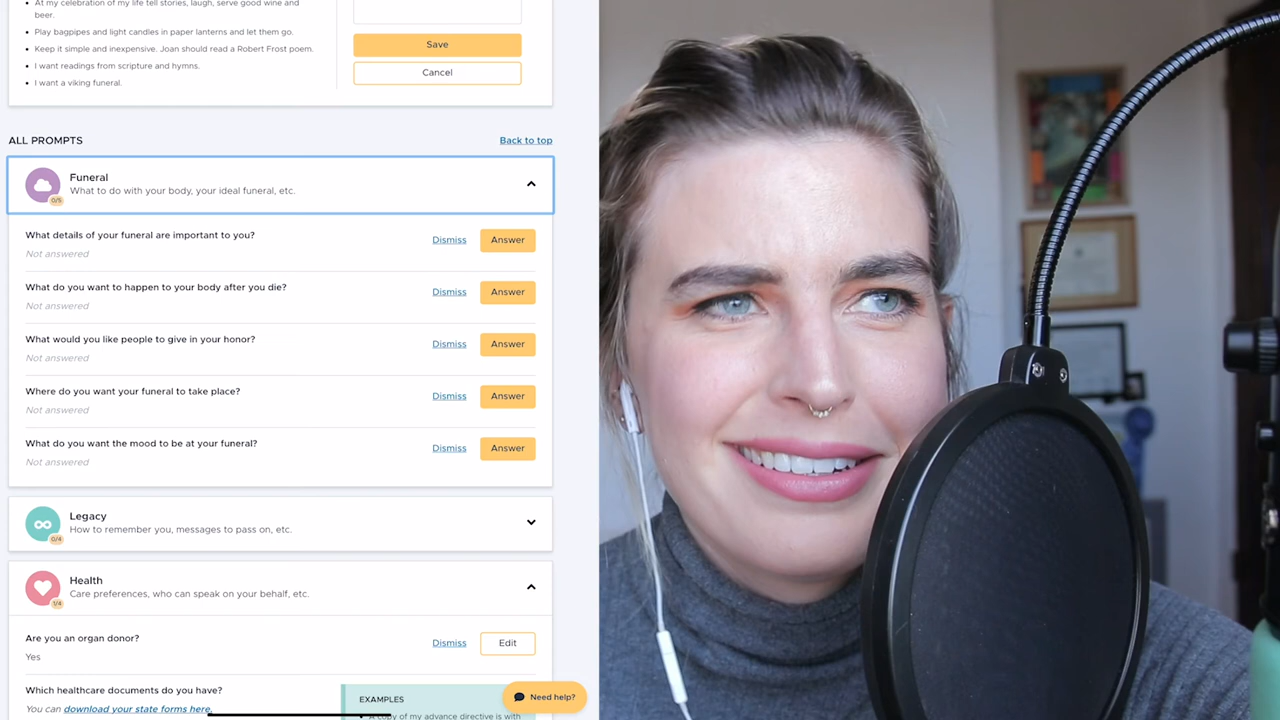 At my celebration of my life tell stories, laugh, serve good wine and
beer.
Play bagpipes and light candles in paper lanterns and let them go.
Keep it simple and inexpensive. Joan should read a Robert Frost poem.
I want readings from scripture and hymns.
I want a viking funeral.
Save
Cancel
ALL PROMPTS
Back to top
Funeral
What to do with your body, your ideal funeral, etc.
0/5
What details of your funeral are important to you?
Not answered
Dismiss
Answer
What do you want to happen to your body after you die?
Not answered
Dismiss
Answer
What would you like people to give in your honor?
Not answered
Dismiss
Answer
Where do you want your funeral to take place?
Not answered
Dismiss
Answer
What do you want the mood to be at your funeral?
Not answered
Dismiss
Answer
Legacy
How to remember you, messages to pass on, etc.
0/4
Health
Care preferences, who can speak on your behalf, etc.
1/4
Are you an organ donor?
Yes
Dismiss
Edit
Which healthcare documents do you have?
You can download your state forms here.
EXAMPLES
A copy of my advance directive is with
Need help?